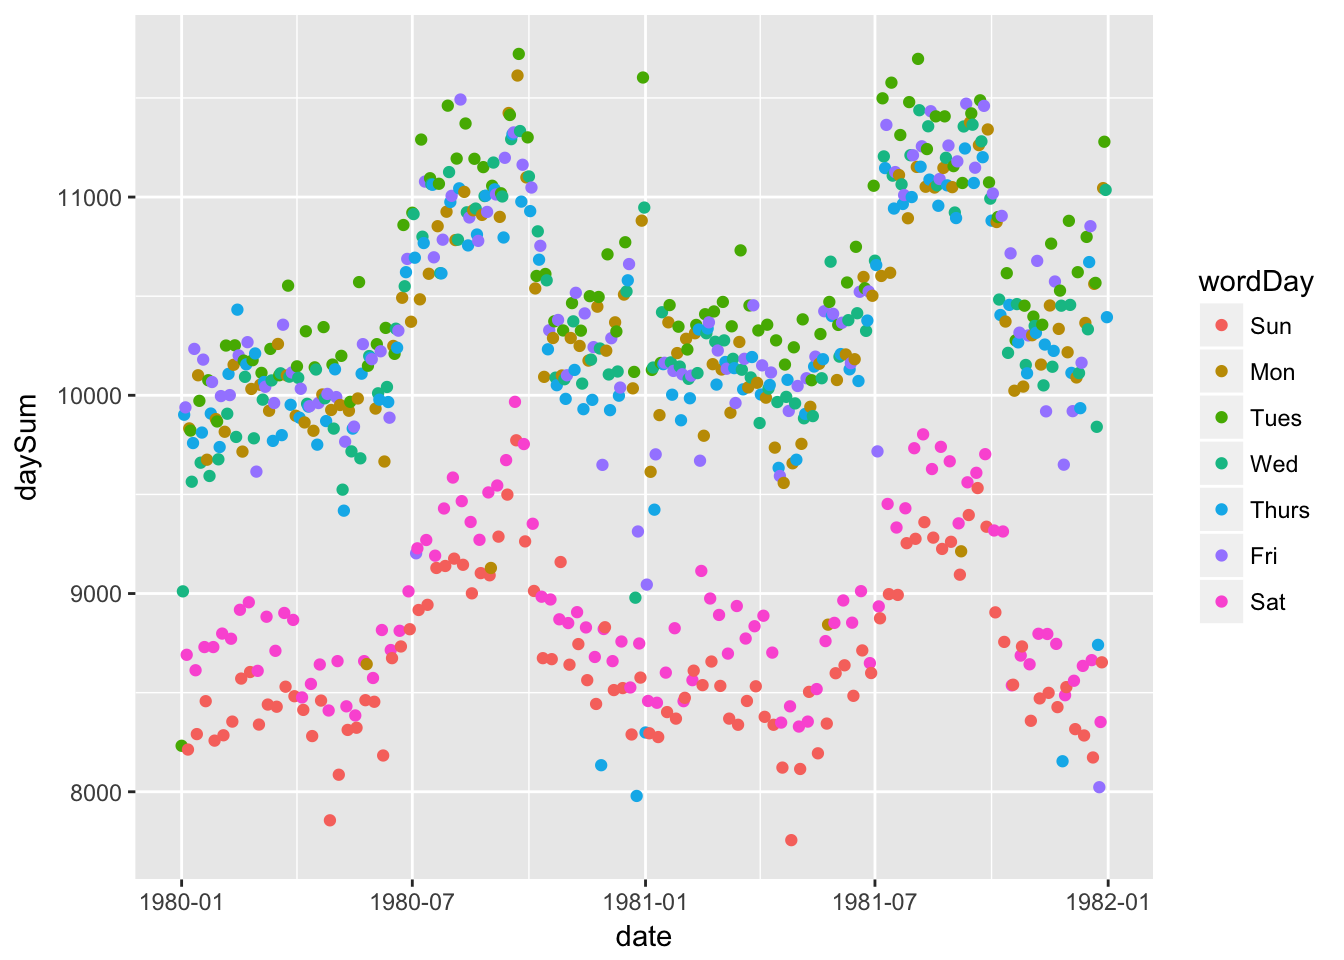 11000
10000
9000
8000
daySum
1980-01
1980-07
1981-01
1981-07
1982-01
date
wordDay
Sun
Mon
Tues
Wed
Thurs
Fri
Sat